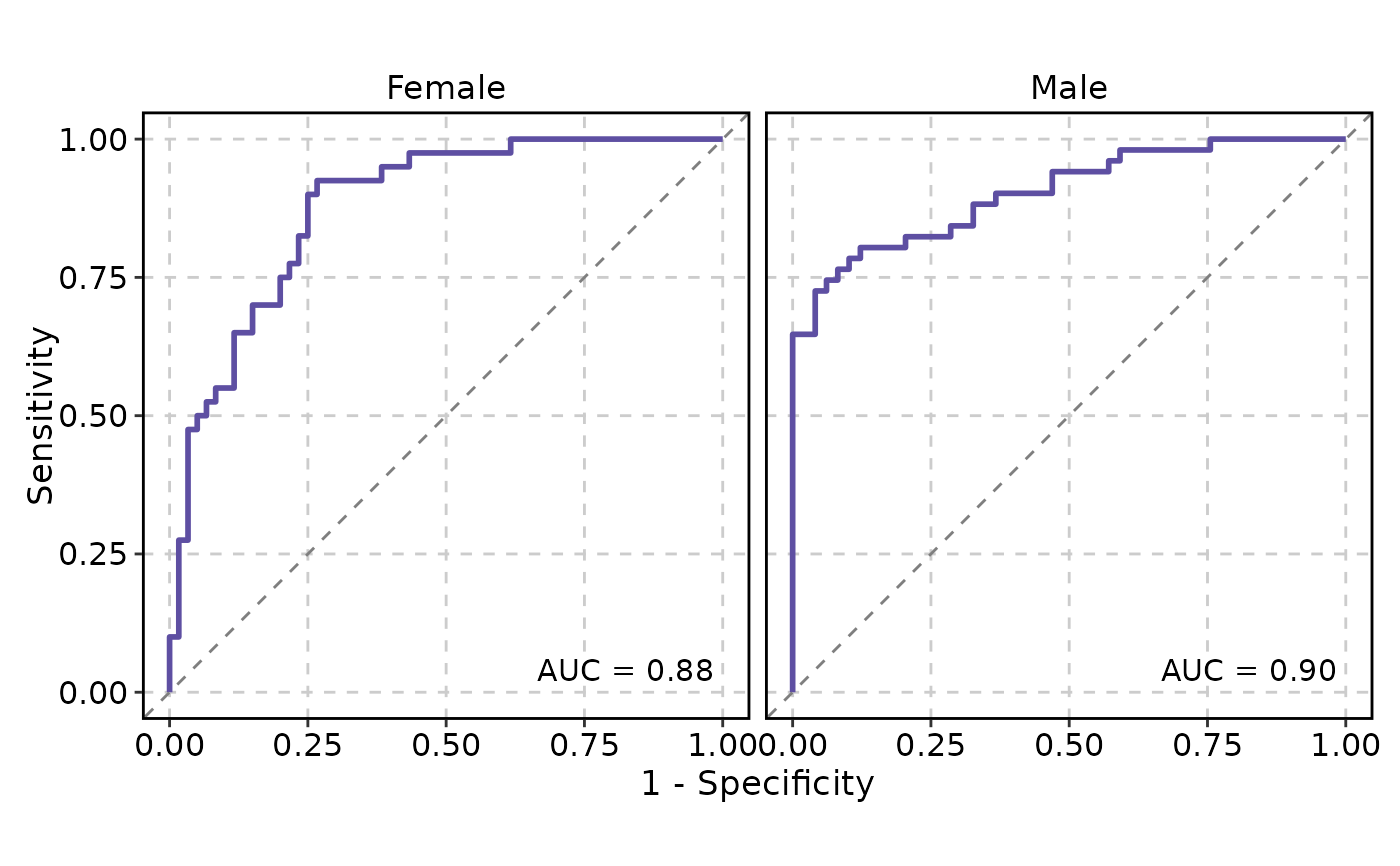 Female
Male
1.00
0.75
0.50
0.25
0.00
Sensitivity
AUC = 0.88
AUC = 0.90
0.00 0.25 0.50 0.75 1.00
0.00 0.25 0.50 0.75 1.00
1 - Specificity